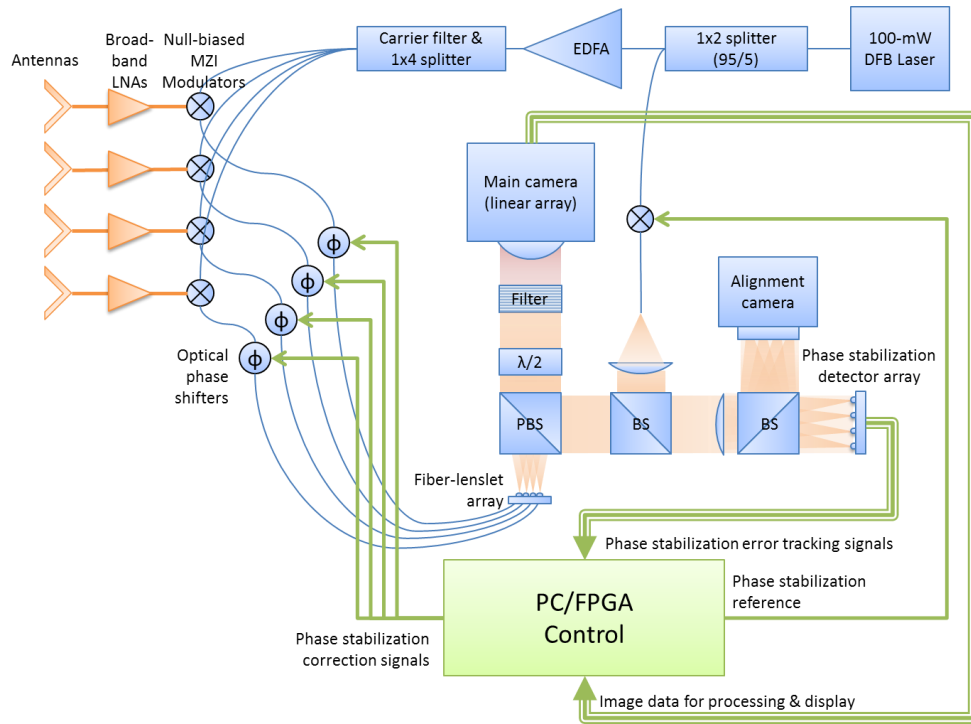 Antennas
Broad-
band
LNAs
Null-biased
MZI
Modulators
Carrier filter &
1x4 splitter
EDFA
1x2 splitter
(95/5)
100-mW
DFB Laser
Main camera
(linear array)
Filter
λ/2
PBS
BS
BS
Alignment
camera
Phase stabilization
detector array
ϕ
ϕ
ϕ
ϕ
Optical
phase
shifters
Fiber-lenslet
array
Phase stabilization error tracking signals
PC/FPGA
Control
Phase stabilization
reference
Phase stabilization
correction signals
Image data for processing & display